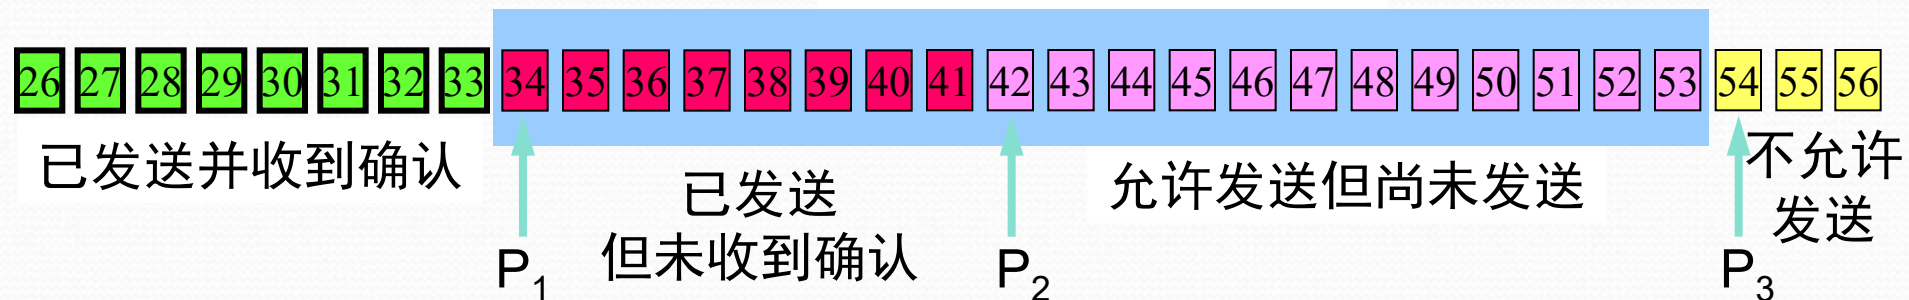 26 27 28 29 30 31 32 33 34 35 36 37 38 39 40 41 42 43 44 45 46 47 48 49 50 51 52 53 54 55 56
已发送并收到确认
已发送
但未收到确认
允许发送但尚未发送
不允许
发送
P1
P2
P3